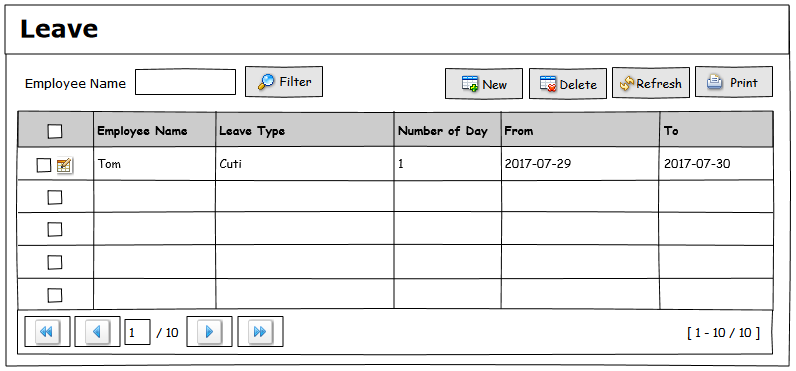 Leave
Employee Name Filter New Delete Refresh Print
Employee Name Leave Type Number of Day From To
Tom Cuti 1 2017-07-29 2017-07-30
1 / 10 [ 1 - 10 / 10 ]